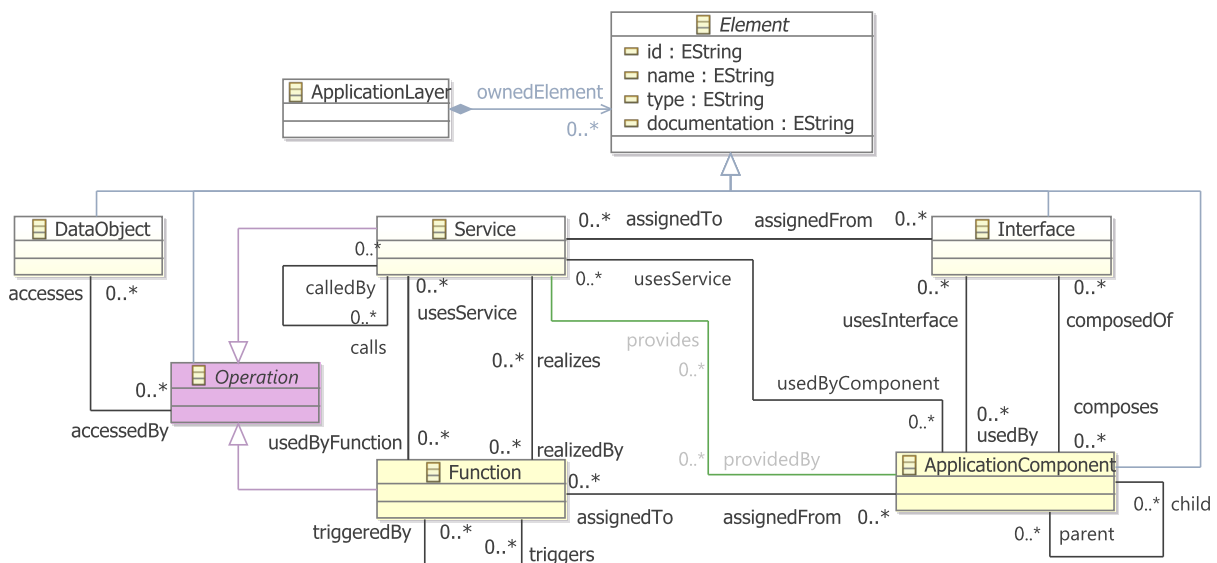 Element
id : EString
name : EString
type : EString
documentation : EString
ApplicationLayer
ownedElement
0..*
DataObject
Service
Interface
0..*
assignedTo
assignedFrom
0..*
0..*
calledBy
0..*
calls
accesses
0..*
0..*
usesService
0..*
usesService
0..*
usesInterface
0..*
composedOf
provides
0..*
0..*
realizes
Operation
0..*
accessedBy
usedByComponent
0..*
0..*
usedBy
composes
0..*
usedByFunction
0..*
0..*
realizedBy
0..*
providedBy
Function
ApplicationComponent
0..*
assignedTo
assignedFrom
0..*
0..*
child
0..*
parent
triggeredBy
0..*
0..*
triggers